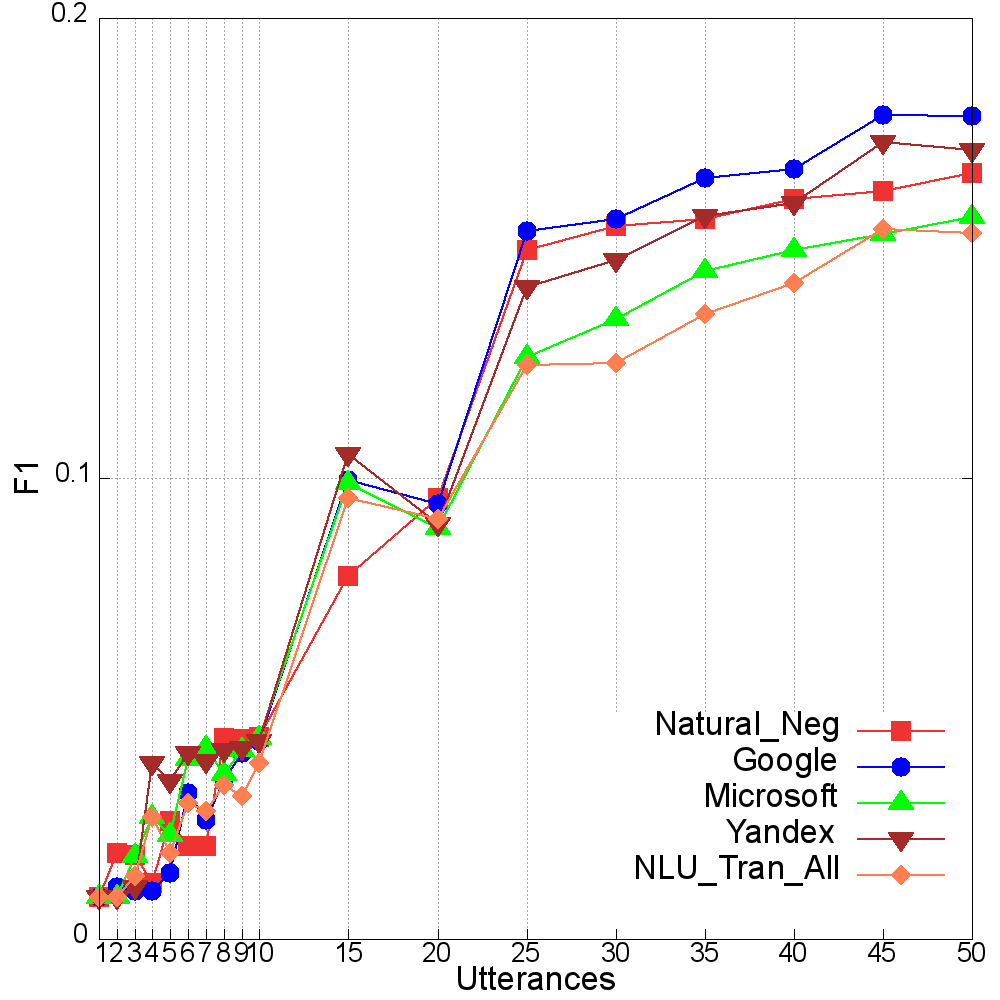 0.2
F1
0.1
0
1 2 3 4 5 6 7 8 9 10 15 20 25 30 35 40 45 50
Utterances
Natural_Neg
Google
Microsoft
Yandex
NLU_Tran_All